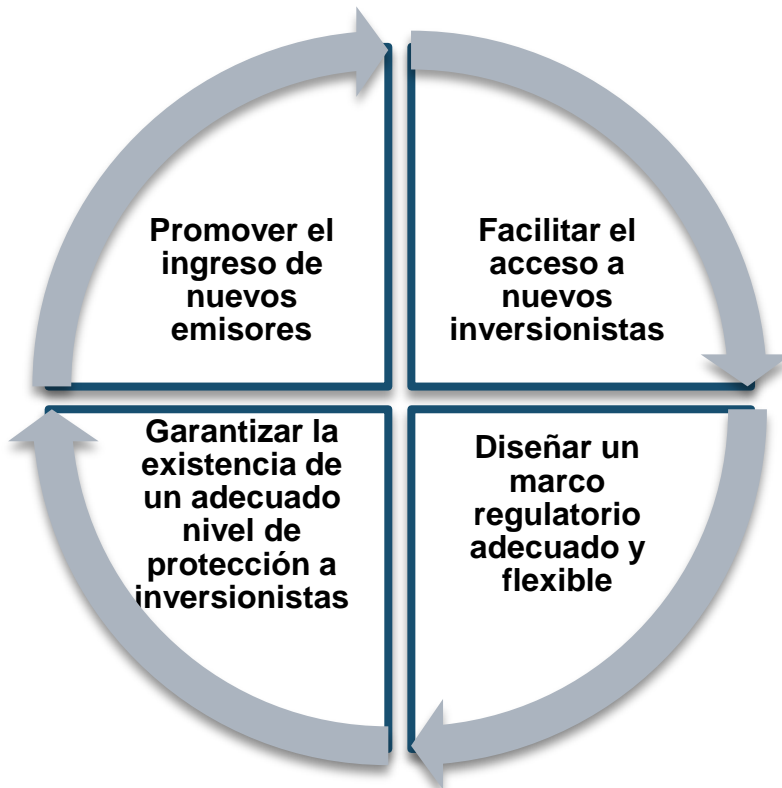 Promover el
ingreso de
nuevos
emisores
Facilitar el
acceso a
nuevos
inversionistas
Garantizar la
existencia de
un adecuado
nivel de
protección a
inversionistas
Diseñar un
marco
regulatorio
adecuado y
flexible